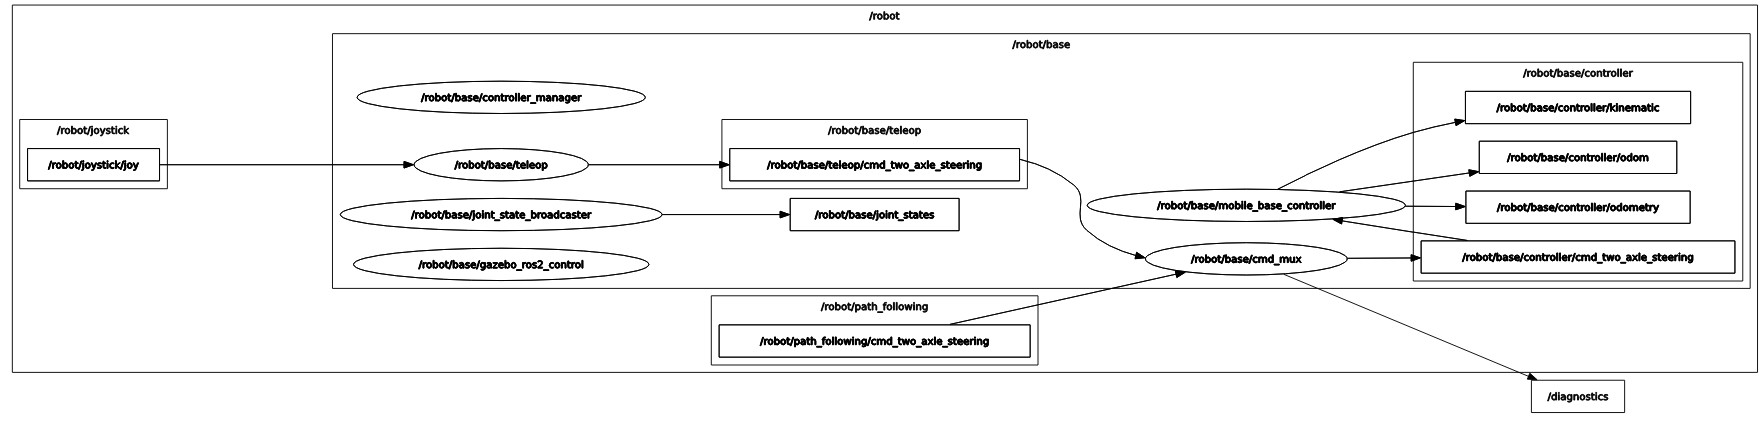 /robot
/robot/base
/robot/base/controller
/robot/base/controller_manager
/robot/base/controller/kinematic
/robot/joystick
/robot/base/teleop
/robot/joystick/joy
/robot/base/teleop
/robot/base/teleop/cmd_two_axle_steering
/robot/base/controller/odom
/robot/base/joint_state_broadcaster
/robot/base/joint_states
/robot/base/mobile_base_controller
/robot/base/controller/odometry
/robot/base/gazebo_ros2_control
/robot/base/cmd_mux
/robot/base/controller/cmd_two_axle_steering
/robot/path_following
/robot/path_following/cmd_two_axle_steering
/diagnostics